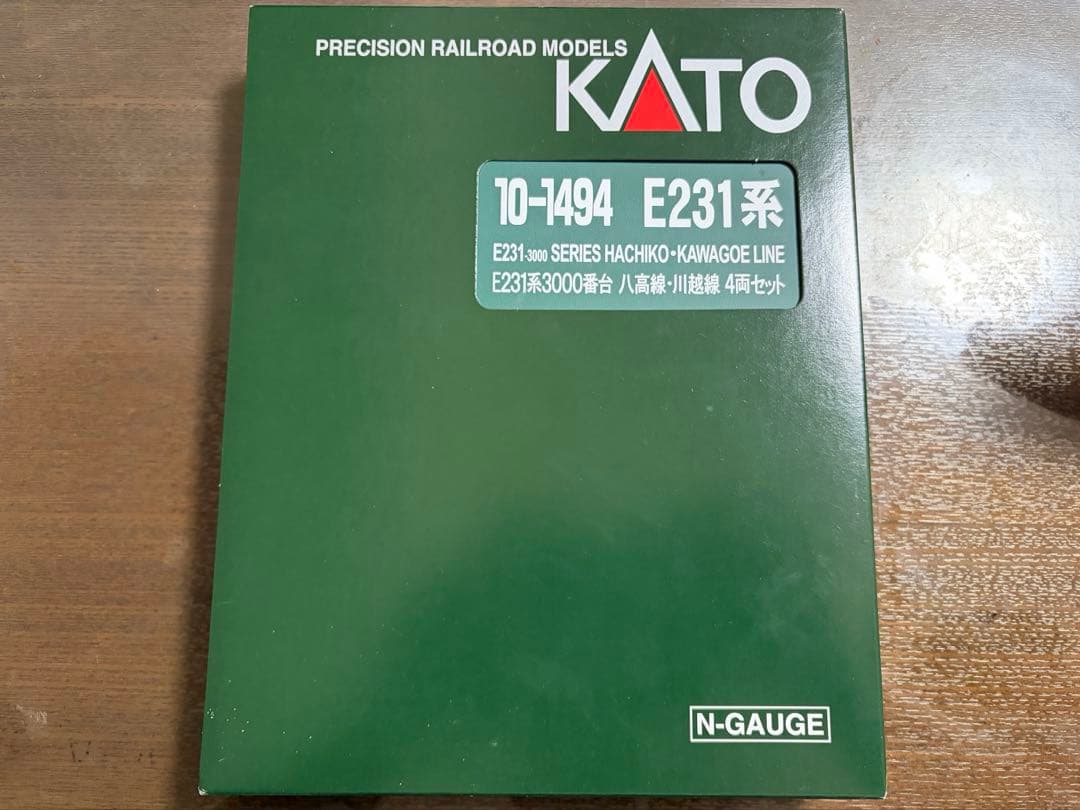 PRECISION RAILROAD MODELS
KATO
10-1494 E231系
E231-3000 SERIES HACHIKO・KAWAGOE LINE
E231系3000番台 八高線・川越線 4両セット
N-GAUGE